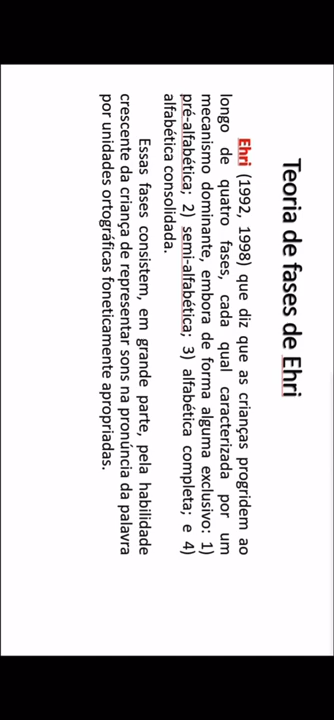 Teoria de fases de Ehri
Ehri (1992, 1998) que diz que as crianças progridem ao
longo de quatro fases, cada qual caracterizada por um
mecanismo dominante, embora de forma alguma exclusivo: 1)
pré-alfabética; 2) semi-alfabética; 3) alfabética completa; e 4)
alfabética consolidada.
Essas fases consistem, em grande parte, pela habilidade
crescente da criança de representar sons na pronúncia da palavra
por unidades ortográficas foneticamente apropriadas.